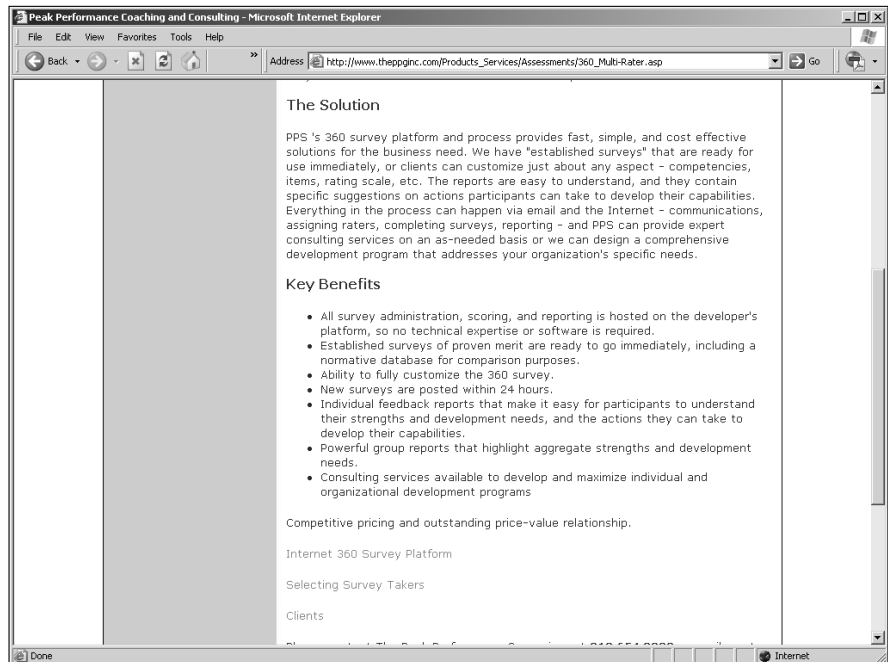 Peak Performance Coaching and Consulting - Microsoft Internet Explorer
File Edit View Favorites Tools Help
Back » Address http://www.theppginc.com/Products_Services/Assessments/360_Multi-Rater.asp Go
The Solution
PPS 's 360 survey platform and process provides fast, simple, and cost effective
solutions for the business need. We have "established surveys" that are ready for
use immediately, or clients can customize just about any aspect - competencies,
items, rating scale, etc. The reports are easy to understand, and they contain
specific suggestions on actions participants can take to develop their capabilities.
Everything in the process can happen via email and the Internet - communications,
assigning raters, completing surveys, reporting - and PPS can provide expert
consulting services on an as-needed basis or we can design a comprehensive
development program that addresses your organization's specific needs.
Key Benefits
• All survey administration, scoring, and reporting is hosted on the developer's
platform, so no technical expertise or software is required.
• Established surveys of proven merit are ready to go immediately, including a
normative database for comparison purposes.
• Ability to fully customize the 360 survey.
• New surveys are posted within 24 hours.
• Individual feedback reports that make it easy for participants to understand
their strengths and development needs, and the actions they can take to
develop their capabilities.
• Powerful group reports that highlight aggregate strengths and development
needs.
• Consulting services available to develop and maximize individual and
organizational development programs
Competitive pricing and outstanding price-value relationship.
Internet 360 Survey Platform
Selecting Survey Takers
Clients
Done Internet